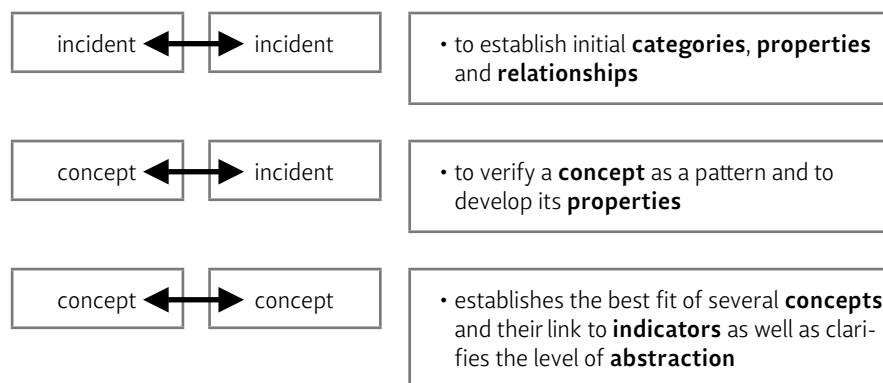 incident incident
• to establish initial categories, properties
and relationships
concept incident
• to verify a concept as a pattern and to
develop its properties
concept concept
• establishes the best fit of several concepts
and their link to indicators as well as clari-
fies the level of abstraction